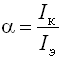 α = Iк / Iэ